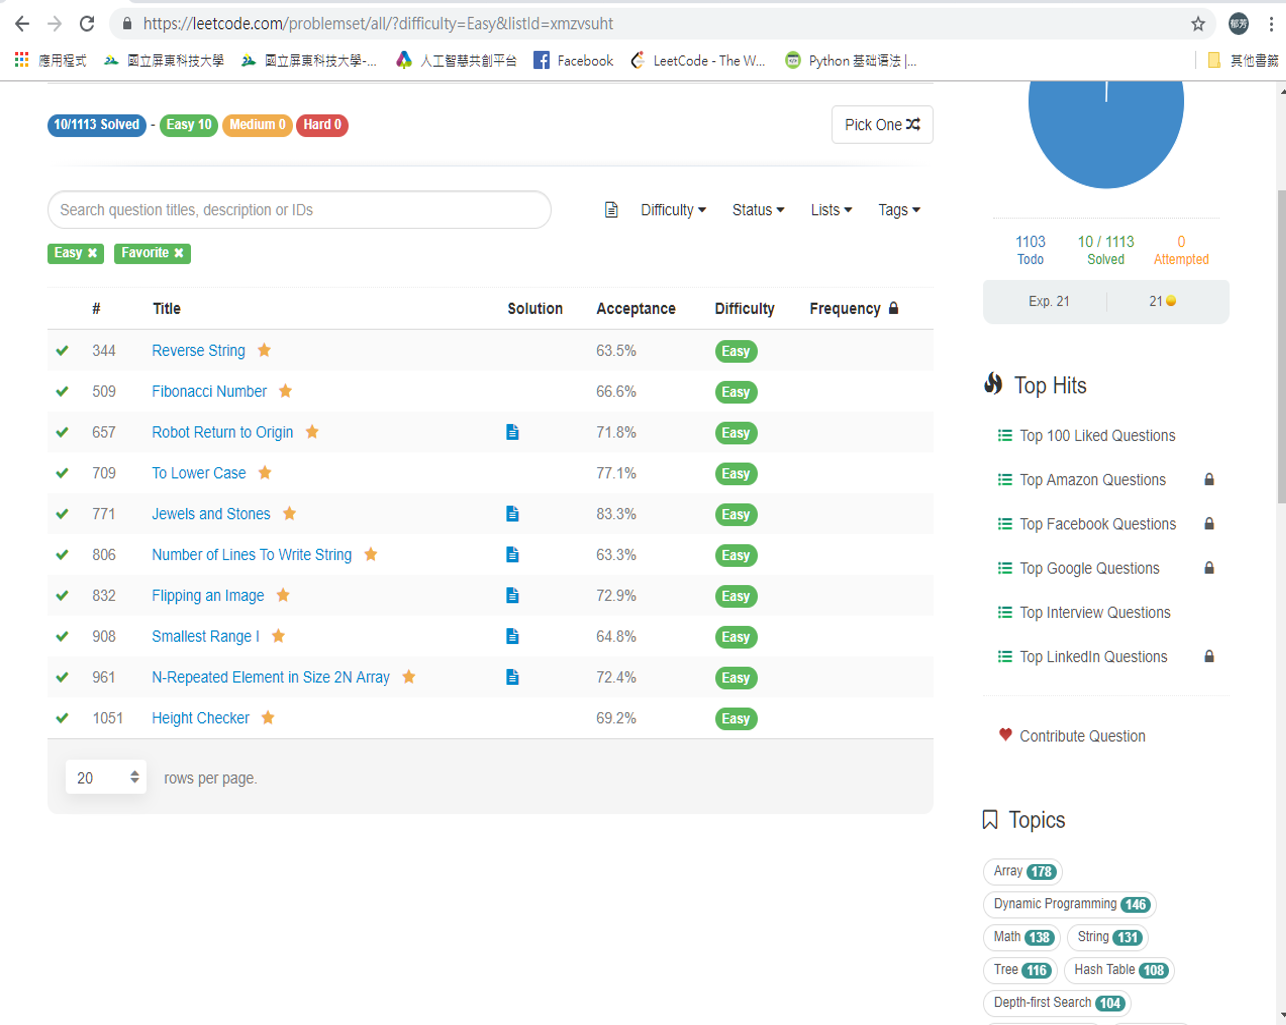 https://leetcode.com/problemset/all/?difficulty=Easy&listId=xmzvsuht
郁芳
應用程式 國立屏東科技大學 國立屏東科技大學-... 人工智慧共創平台 Facebook LeetCode - The W... Python 基础语法 |... 其他書籤
10/1113 Solved - Easy 10 Medium 0 Hard 0
Pick One
Search question titles, description or IDs
Difficulty Status Lists Tags
Easy ✖ Favorite ✖
# Title Solution Acceptance Difficulty Frequency
344 Reverse String 63.5% Easy
509 Fibonacci Number 66.6% Easy
657 Robot Return to Origin 71.8% Easy
709 To Lower Case 77.1% Easy
771 Jewels and Stones 83.3% Easy
806 Number of Lines To Write String 63.3% Easy
832 Flipping an Image 72.9% Easy
908 Smallest Range I 64.8% Easy
961 N-Repeated Element in Size 2N Array 72.4% Easy
1051 Height Checker 69.2% Easy
20 rows per page.
1103 10 / 1113 0
Todo Solved Attempted
Exp. 21 21
Top Hits
Top 100 Liked Questions
Top Amazon Questions
Top Facebook Questions
Top Google Questions
Top Interview Questions
Top LinkedIn Questions
Contribute Question
Topics
Array 178
Dynamic Programming 146
Math 138 String 131
Tree 116 Hash Table 108
Depth-first Search 104